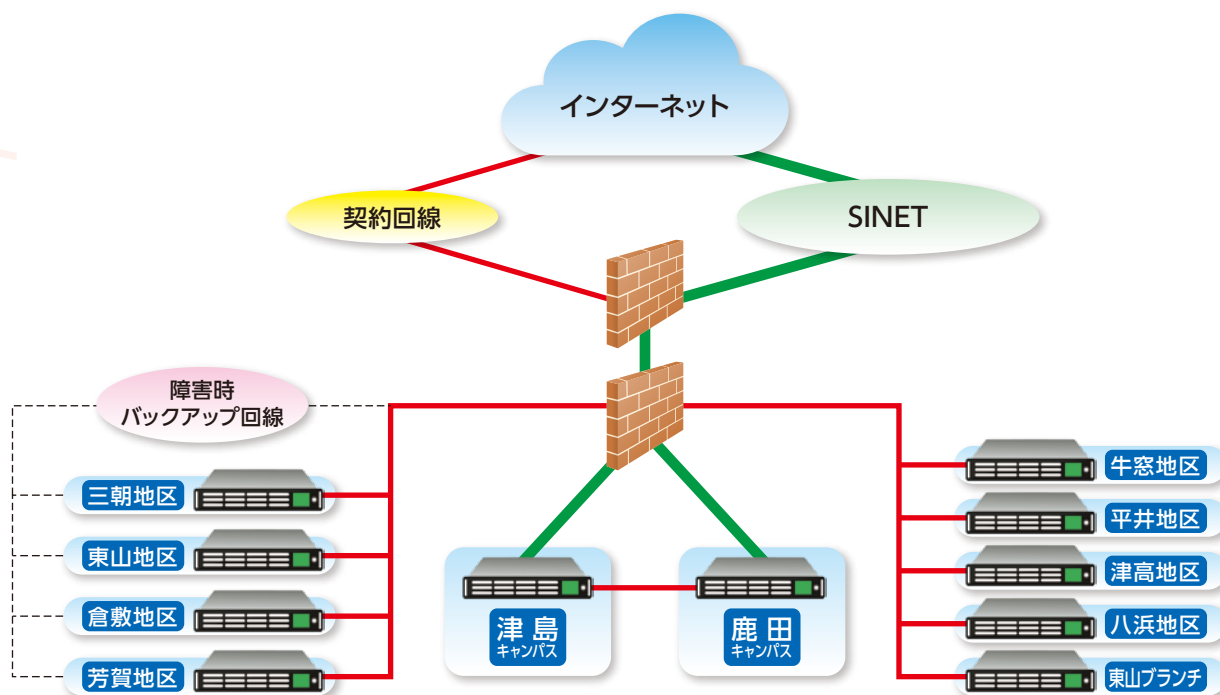 インターネット
契約回線
SINET
障害時
バックアップ回線
三朝地区
東山地区
倉敷地区
芳賀地区
津島
キャンパス
鹿田
キャンパス
牛窓地区
平井地区
津高地区
八浜地区
東山ブランチ